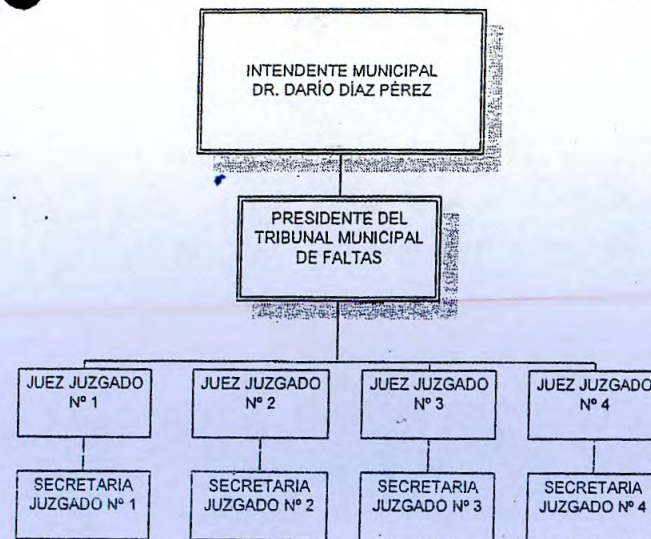 INTENDENTE MUNICIPAL
DR. DARÍO DÍAZ PÉREZ
PRESIDENTE DEL
TRIBUNAL MUNICIPAL
DE FALTAS
JUEZ JUZGADO
Nº 1
JUEZ JUZGADO
Nº 2
JUEZ JUZGADO
Nº 3
JUEZ JUZGADO
Nº 4
SECRETARIA
JUZGADO Nº 1
SECRETARIA
JUZGADO Nº 2
SECRETARIA
JUZGADO Nº 3
SECRETARIA
JUZGADO Nº 4